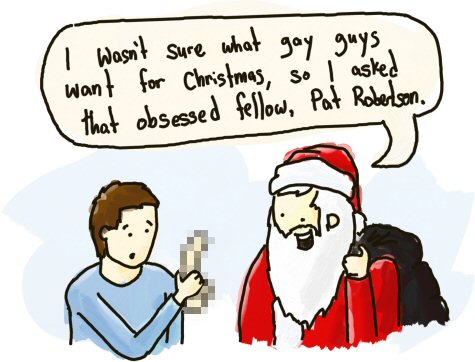 I wasn't sure what gay guys
want for Christmas, so I asked
that obsessed fellow, Pat Robertson.